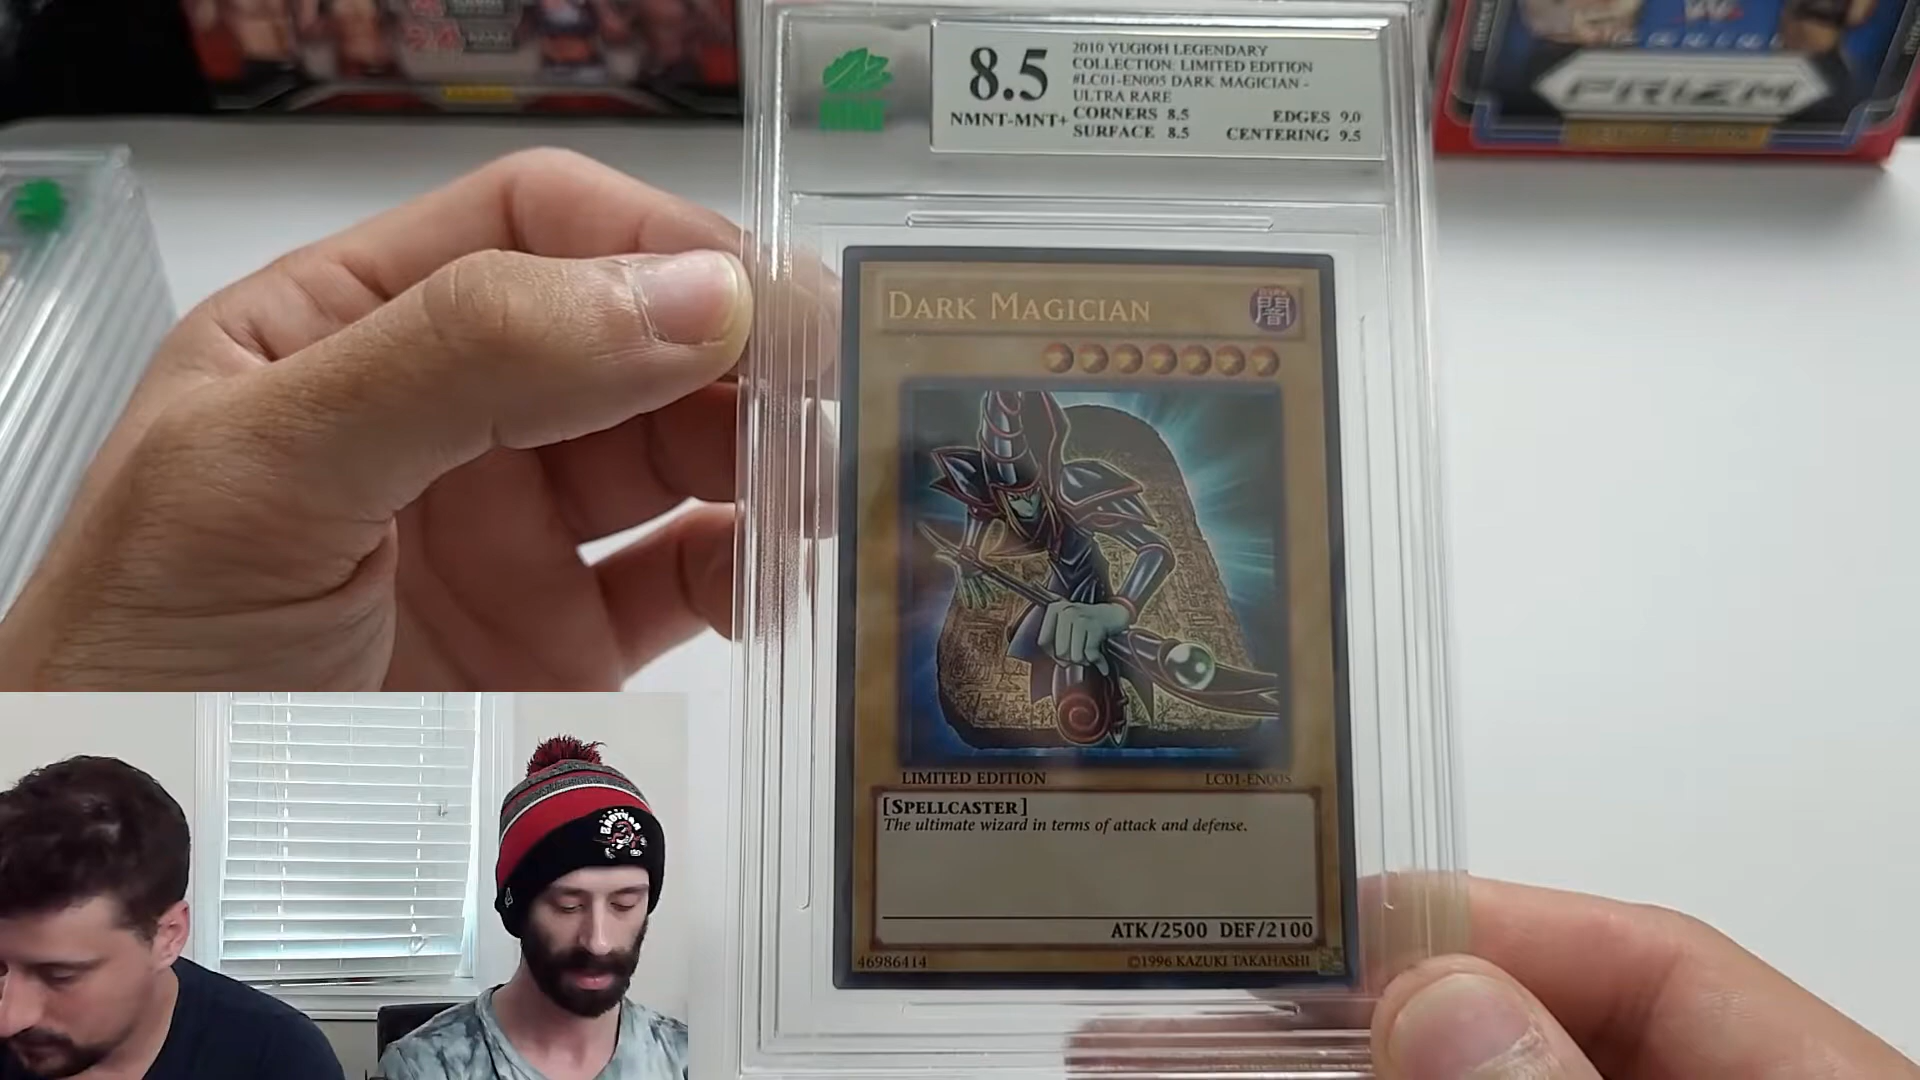 8.5
NMNT-MNT+
2010 YUGIOH LEGENDARY
COLLECTION: LIMITED EDITION
#LC01-EN005 DARK MAGICIAN -
ULTRA RARE
CORNERS 8.5 EDGES 9.0
SURFACE 8.5 CENTERING 9.5
PRIZM
DARK MAGICIAN
闇
LIMITED EDITION LC01-EN005
[SPELLCASTER]
The ultimate wizard in terms of attack and defense.
ATK/2500 DEF/2100
46986414 ©1996 KAZUKI TAKAHASHI